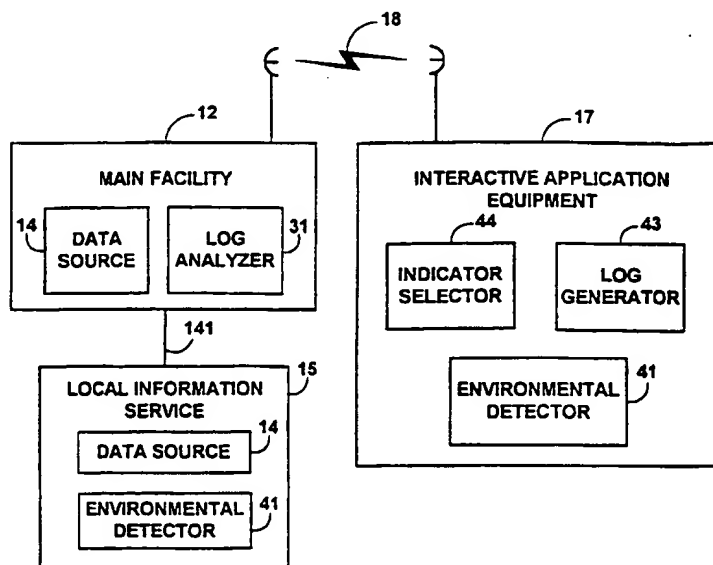 18
12
17
MAIN FACILITY
14
DATA
SOURCE
LOG
ANALYZER
31
INTERACTIVE APPLICATION
EQUIPMENT
44
INDICATOR
SELECTOR
43
LOG
GENERATOR
ENVIRONMENTAL
DETECTOR
41
141
LOCAL INFORMATION
SERVICE
15
DATA SOURCE
14
ENVIRONMENTAL
DETECTOR
41